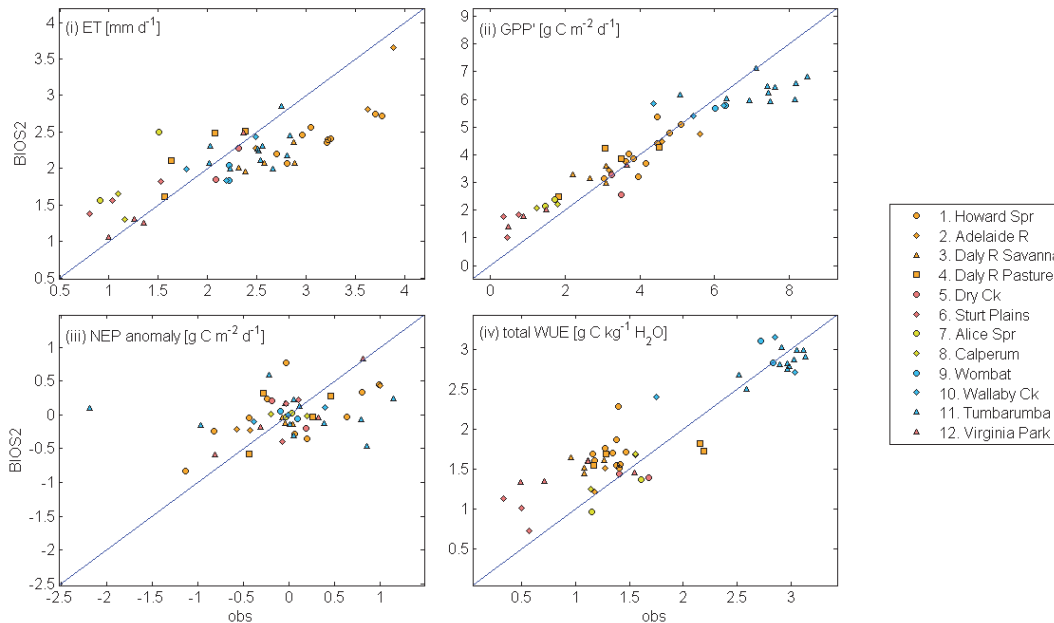 (i) ET [mm d⁻¹]
4
3.5
3
2.5
2
1.5
1
0.5
0.5 1 1.5 2 2.5 3 3.5 4
BIOS2
(ii) GPP' [g C m⁻² d⁻¹]
9
8
7
6
5
4
3
2
1
0
0 2 4 6 8
(iii) NEP anomaly [g C m⁻² d⁻¹]
1
0.5
0
-0.5
-1
-1.5
-2
-2.5
-2.5 -2 -1.5 -1 -0.5 0 0.5 1
BIOS2
obs
(iv) total WUE [g C kg⁻¹ H₂O]
3
2.5
2
1.5
1
0.5
0.5 1 1.5 2 2.5 3
obs
1. Howard Spr
2. Adelaide R
3. Daly R Savanna
4. Daly R Pasture
5. Dry Ck
6. Sturt Plains
7. Alice Spr
8. Calperum
9. Wombat
10. Wallaby Ck
11. Tumbarumba
12. Virginia Park